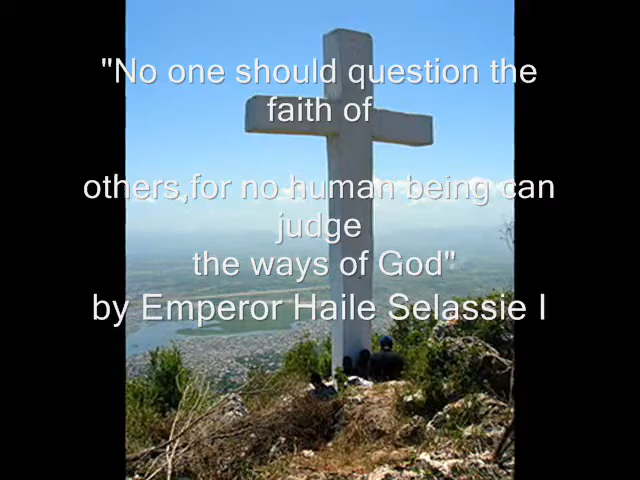 "No one should question the
faith of
others,for no human being can
judge
the ways of God"
by Emperor Haile Selassie I